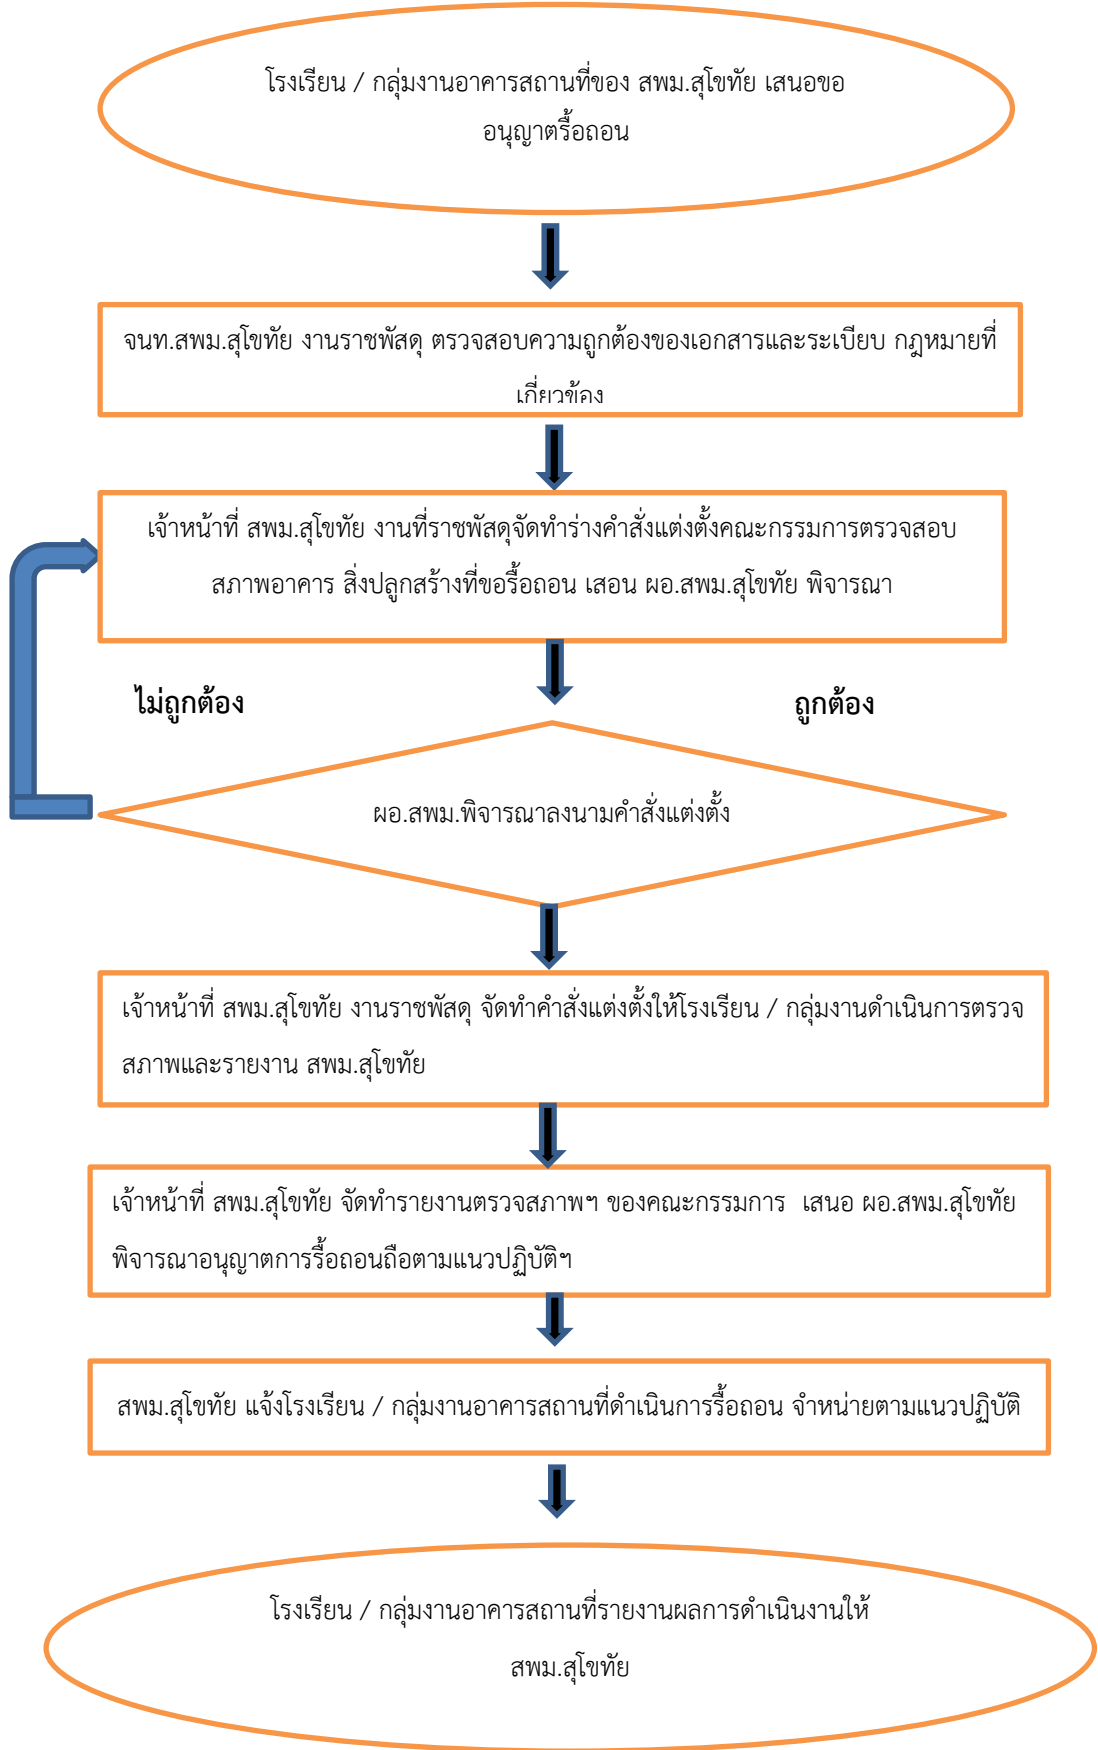 โรงเรียน / กลุ่มงานอาคารสถานที่ของ สพม.สุโขทัย เสนอขอ
อนุญาตรื้อถอน
จนท.สพม.สุโขทัย งานราชพัสดุ ตรวจสอบความถูกต้องของเอกสารและระเบียบ กฎหมายที่
เกี่ยวข้อง
เจ้าหน้าที่ สพม.สุโขทัย งานที่ราชพัสดุจัดทำร่างคำสั่งแต่งตั้งคณะกรรมการตรวจสอบ
สภาพอาคาร สิ่งปลูกสร้างที่ขอรื้อถอน เสอน ผอ.สพม.สุโขทัย พิจารณา
ไม่ถูกต้อง
ถูกต้อง
ผอ.สพม.พิจารณาลงนามคำสั่งแต่งตั้ง
เจ้าหน้าที่ สพม.สุโขทัย งานราชพัสดุ จัดทำคำสั่งแต่งตั้งให้โรงเรียน / กลุ่มงานดำเนินการตรวจ
สภาพและรายงาน สพม.สุโขทัย
เจ้าหน้าที่ สพม.สุโขทัย จัดทำรายงานตรวจสภาพฯ ของคณะกรรมการ เสนอ ผอ.สพม.สุโขทัย
พิจารณาอนุญาตการรื้อถอนถือตามแนวปฏิบัติฯ
สพม.สุโขทัย แจ้งโรงเรียน / กลุ่มงานอาคารสถานที่ดำเนินการรื้อถอน จำหน่ายตามแนวปฏิบัติ
โรงเรียน / กลุ่มงานอาคารสถานที่รายงานผลการดำเนินงานให้
สพม.สุโขทัย